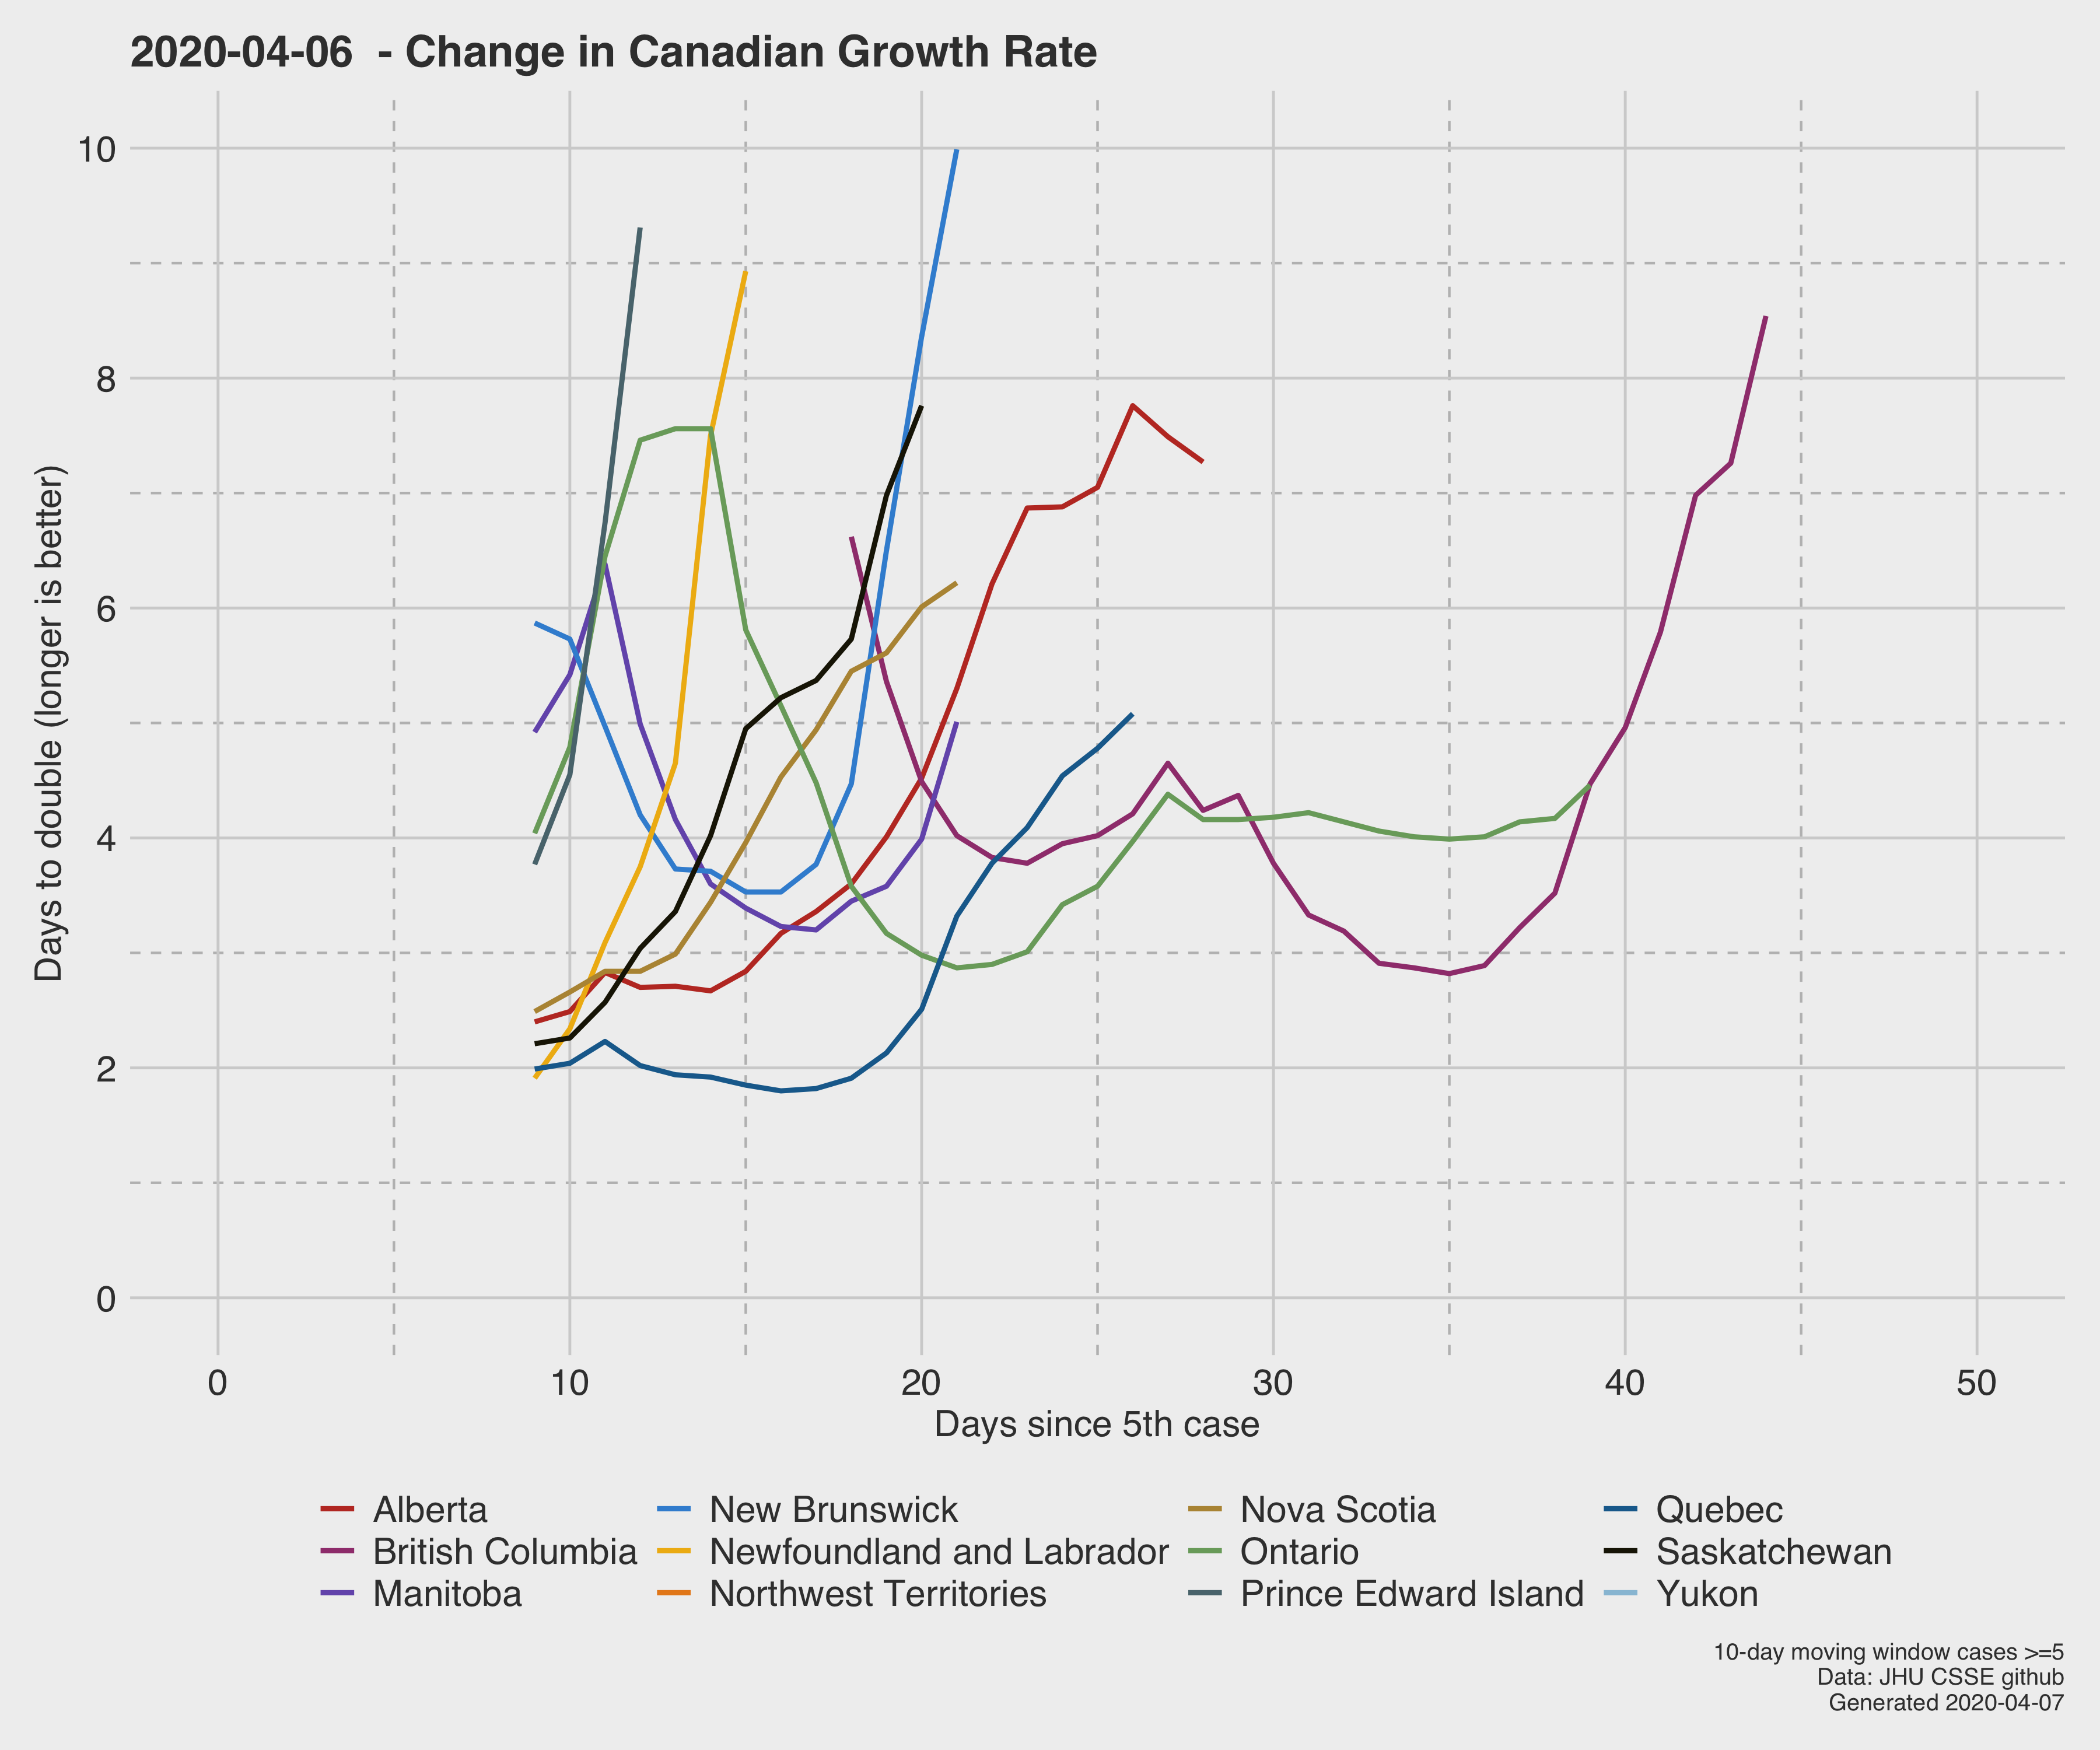 2020-04-06  - Change in Canadian Growth Rate
10
8
6
4
2
0
Days to double (longer is better)
0 10 20 30 40 50
Days since 5th case
Alberta New Brunswick Nova Scotia Quebec
British Columbia Newfoundland and Labrador Ontario Saskatchewan
Manitoba Northwest Territories Prince Edward Island Yukon
10-day moving window cases >=5
Data: JHU CSSE github
Generated 2020-04-07